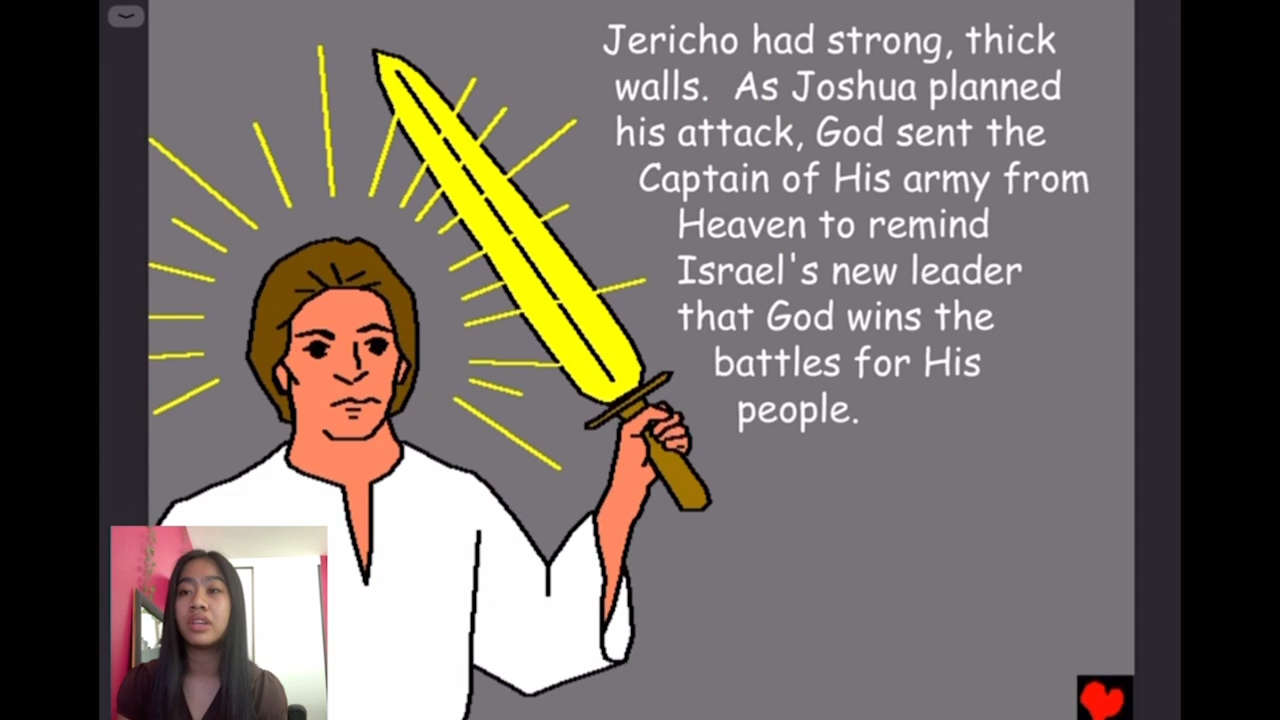 Jericho had strong, thick
walls. As Joshua planned
his attack, God sent the
Captain of His army from
Heaven to remind
Israel's new leader
that God wins the
battles for His
people.